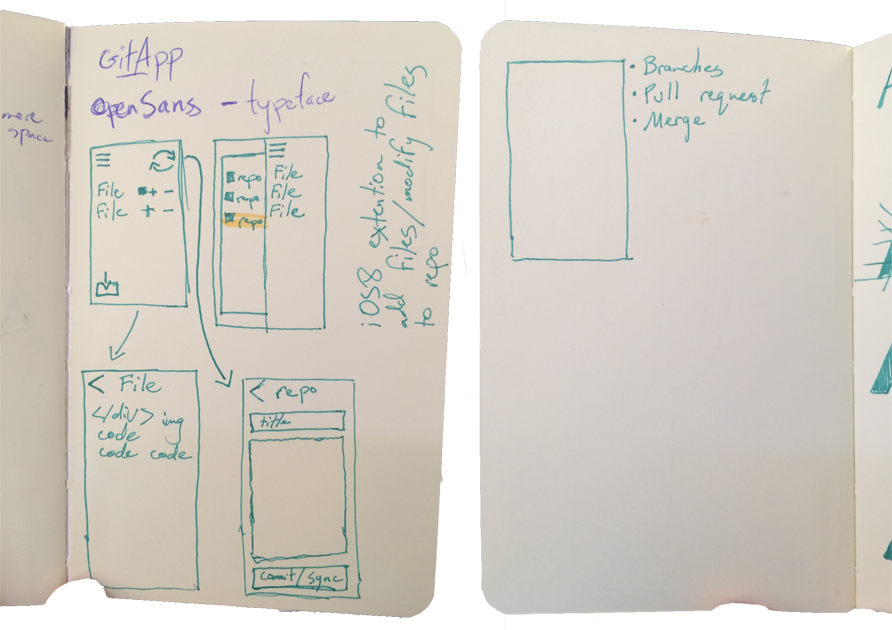 more
space
GitApp
OpenSans - typeface
File + -
File + -
repo
repo
repo
File
File
File
iOS8 extention to
add files/modify files
to repo
< File
</div> img
code
code code
< repo
title
commit/sync
• Branches
• Pull request
• Merge